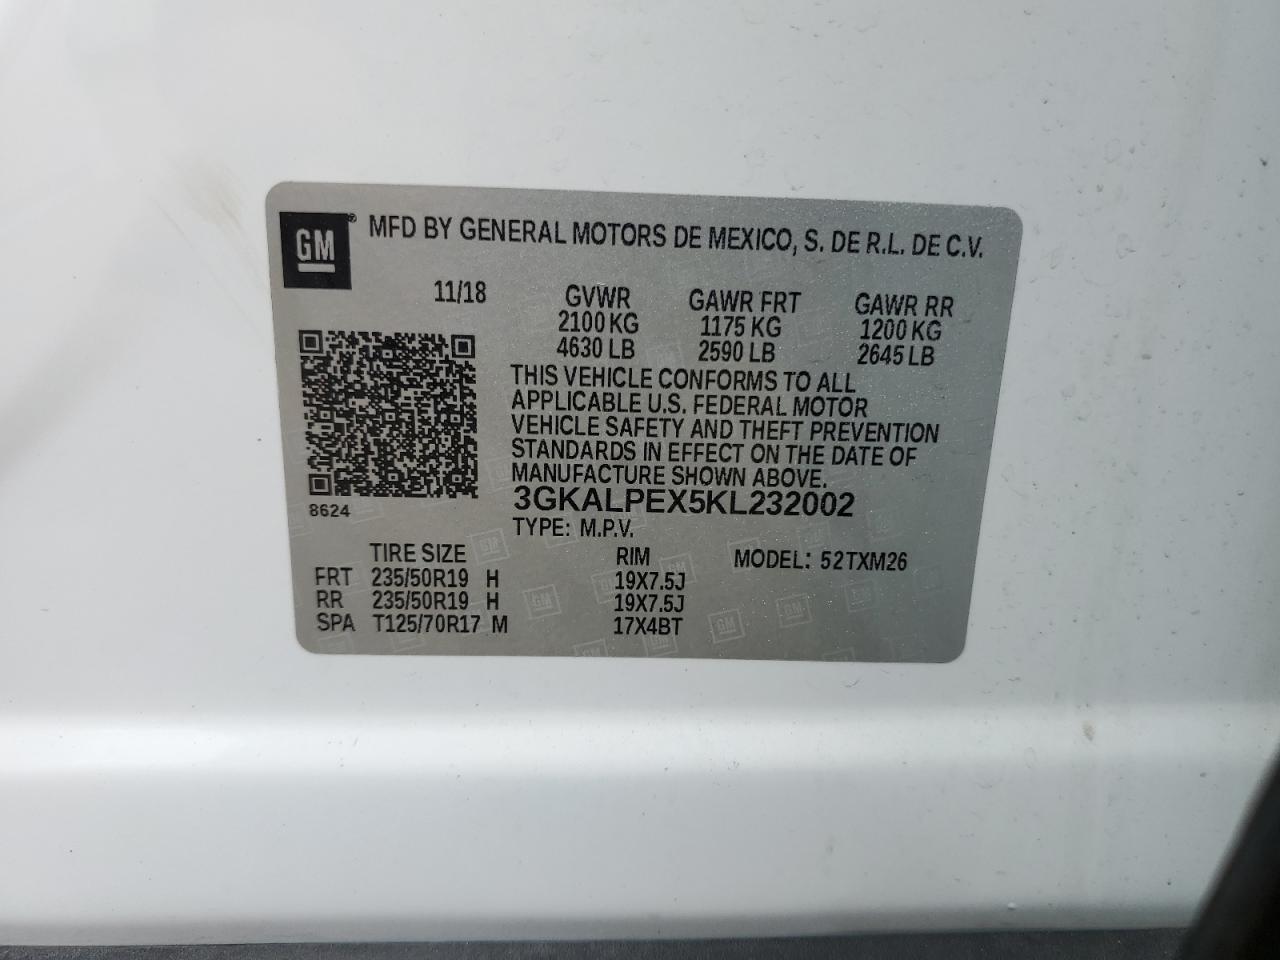 GM® MFD BY GENERAL MOTORS DE MEXICO, S. DE R.L. DE C.V.
11/18 GVWR GAWR FRT GAWR RR
2100 KG 1175 KG 1200 KG
4630 LB 2590 LB 2645 LB
THIS VEHICLE CONFORMS TO ALL
APPLICABLE U.S. FEDERAL MOTOR
VEHICLE SAFETY AND THEFT PREVENTION
STANDARDS IN EFFECT ON THE DATE OF
MANUFACTURE SHOWN ABOVE.
3GKALPEX5KL232002
8624
TYPE: M.P.V.
TIRE SIZE RIM MODEL: 52TXM26
FRT 235/50R19 H 19X7.5J
RR 235/50R19 H 19X7.5J
SPA T125/70R17 M 17X4BT